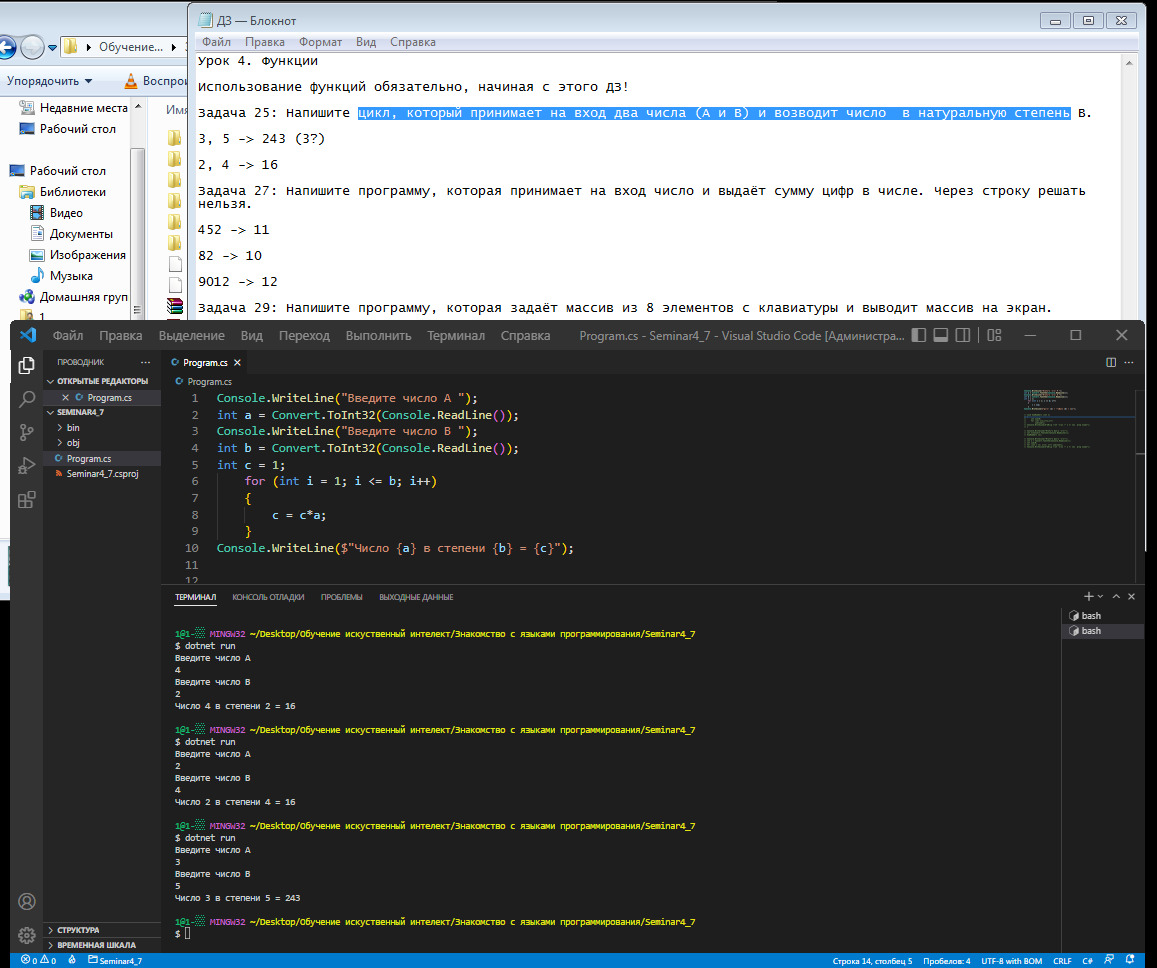 ДЗ — Блокнот
Файл Правка Формат Вид Справка
Обучение...
Упорядочить
Воспрои
Имя
Недавние места
Рабочий стол
Рабочий стол
Библиотеки
Видео
Документы
Изображения
Музыка
Домашняя груп
1
Урок 4. Функции
Использование функций обязательно, начиная с этого ДЗ!
Задача 25: Напишите цикл, который принимает на вход два числа (A и B) и возводит число  в натуральную степень B.
3, 5 -> 243 (3?)
2, 4 -> 16
Задача 27: Напишите программу, которая принимает на вход число и выдаёт сумму цифр в числе. Через строку решать
нельзя.
452 -> 11
82 -> 10
9012 -> 12
Задача 29: Напишите программу, которая задаёт массив из 8 элементов с клавиатуры и выводит массив на экран.
Файл Правка Выделение Вид Переход Выполнить Терминал Справка
Program.cs - Seminar4_7 - Visual Studio Code [Администра...
ПРОВОДНИК ...
ОТКРЫТЫЕ РЕДАКТОРЫ
Program.cs
SEMINAR4_7
bin
obj
Program.cs
Seminar4_7.csproj
СТРУКТУРА
ВРЕМЕННАЯ ШКАЛА
Program.cs
Program.cs
1 Console.WriteLine("Введите число A ");
2 int a = Convert.ToInt32(Console.ReadLine());
3 Console.WriteLine("Введите число B ");
4 int b = Convert.ToInt32(Console.ReadLine());
5 int c = 1;
6 for (int i = 1; i <= b; i++)
7 {
8 c = c*a;
9 }
10 Console.WriteLine($"Число {a} в степени {b} = {c}");
11
12
ТЕРМИНАЛ КОНСОЛЬ ОТЛАДКИ ПРОБЛЕМЫ ВЫХОДНЫЕ ДАННЫЕ
bash
bash
1@1- MINGW32 ~/Desktop/Обучение искуственный интелект/Знакомство с языками программирования/Seminar4_7
$ dotnet run
Введите число A
4
Введите число B
2
Число 4 в степени 2 = 16
1@1- MINGW32 ~/Desktop/Обучение искуственный интелект/Знакомство с языками программирования/Seminar4_7
$ dotnet run
Введите число A
2
Введите число B
4
Число 2 в степени 4 = 16
1@1- MINGW32 ~/Desktop/Обучение искуственный интелект/Знакомство с языками программирования/Seminar4_7
$ dotnet run
Введите число A
3
Введите число B
5
Число 3 в степени 5 = 243
1@1- MINGW32 ~/Desktop/Обучение искуственный интелект/Знакомство с языками программирования/Seminar4_7
$
0 0 Seminar4_7
Строка 14, столбец 5 Пробелов: 4 UTF-8 with BOM CRLF C#